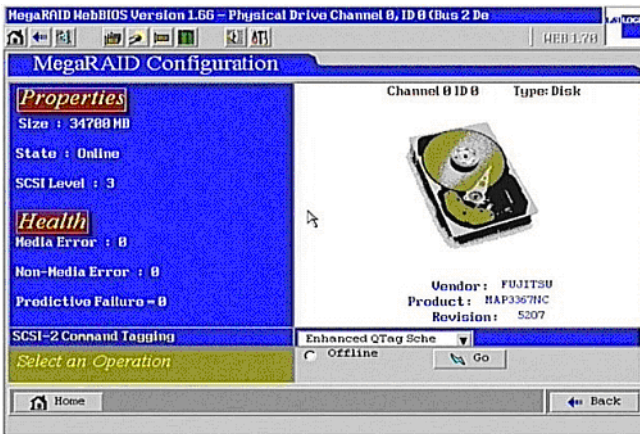 MegaRAID WebBIOS Version 1.66 - Physical Drive Channel 0, ID 0 (Bus 2 De
LSI LOGIC
WEB 1.70
MegaRAID Configuration
Properties
Size : 34700 MB
State : Online
SCSI Level : 3
Health
Media Error : 0
Non-Media Error : 0
Predictive Failure = 0
Channel 0 ID 0 Type: Disk
Vendor: FUJITSU
Product: MAP3367NC
Revision: 5207
SCSI-2 Command Tagging
Enhanced QTag Sche
Select an Operation
Offline
Go
Home
Back